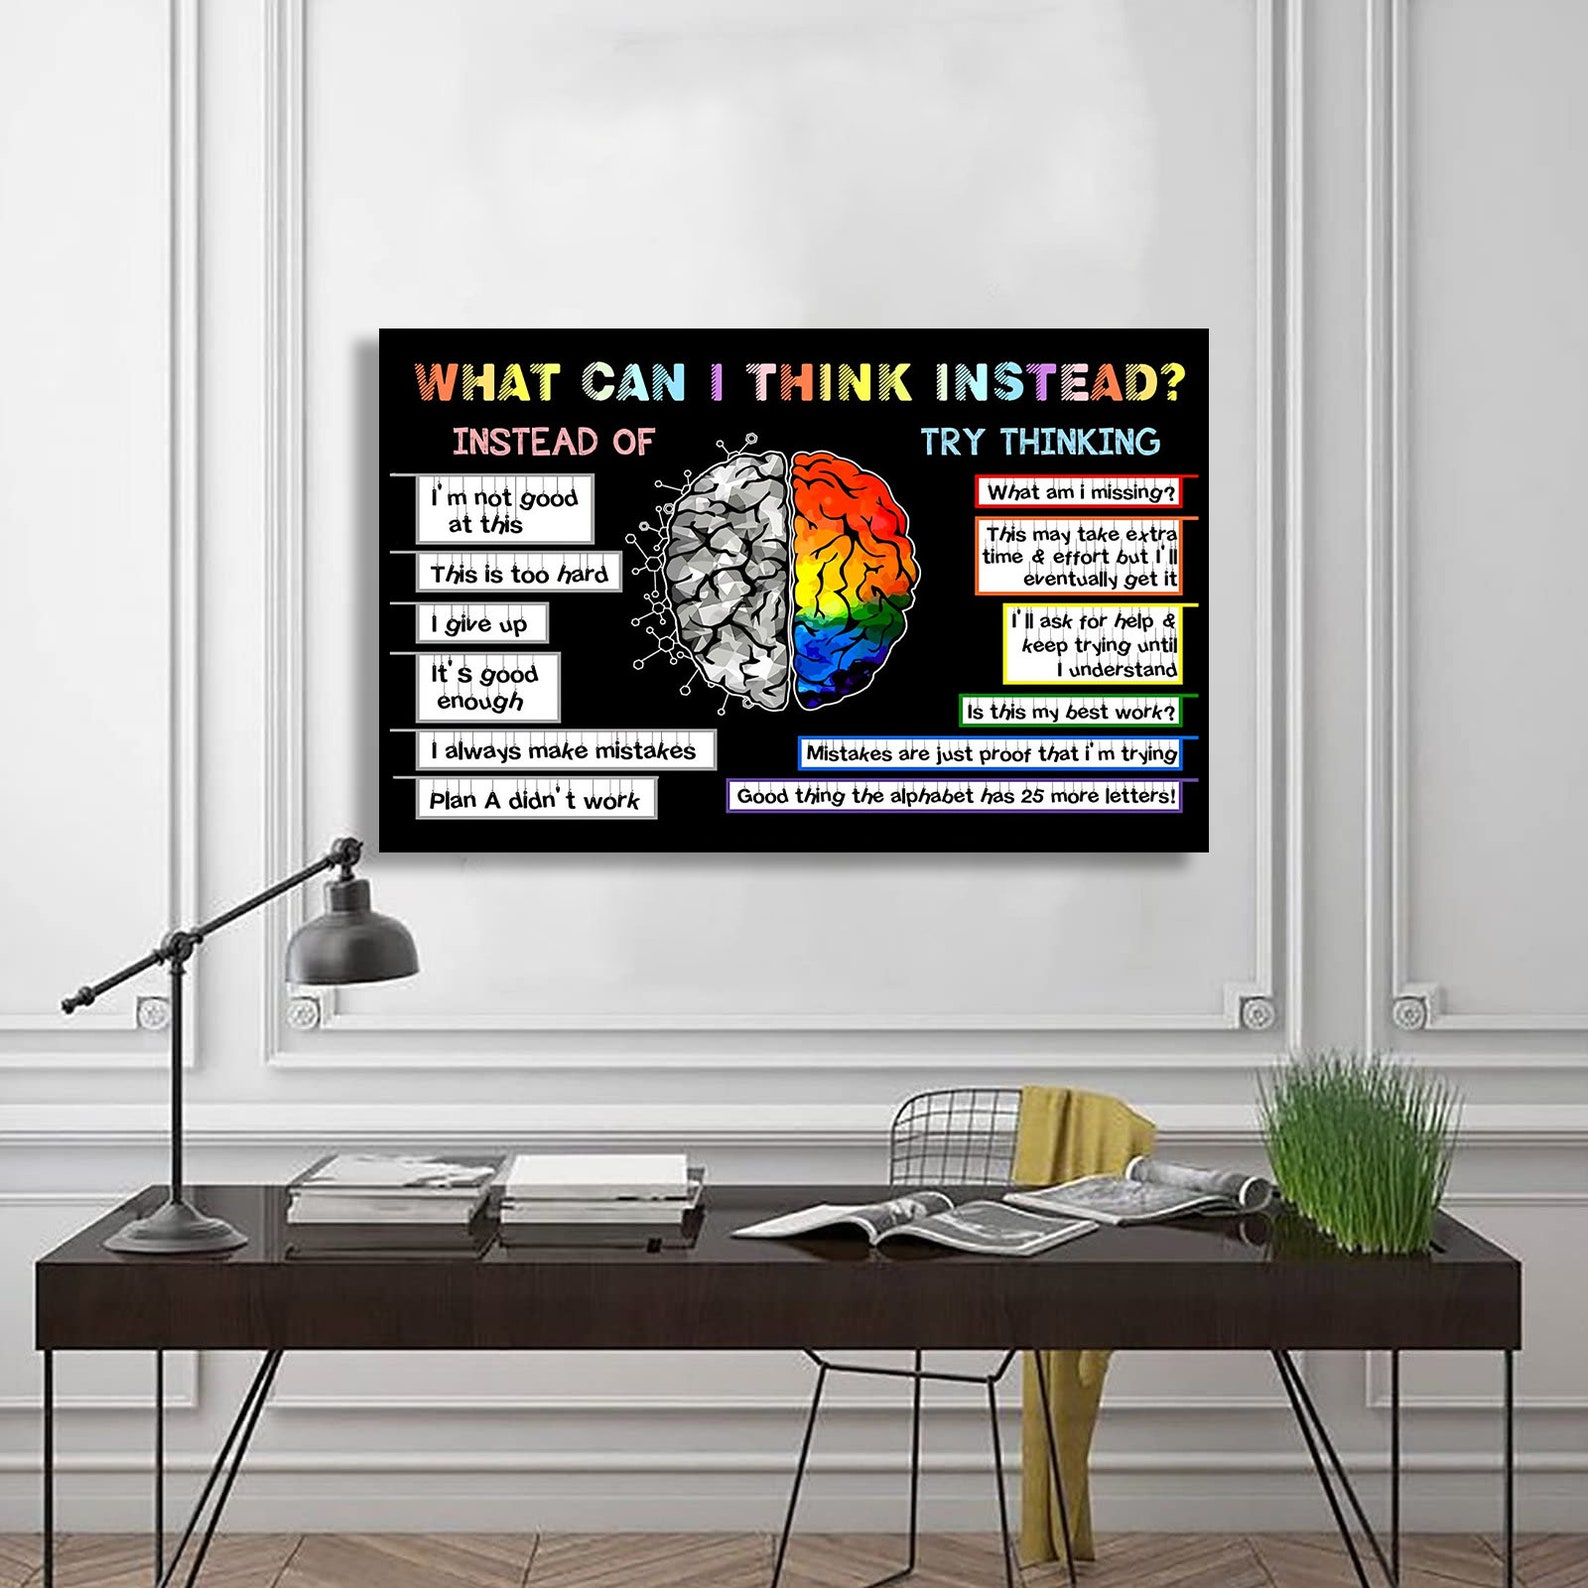 WHAT CAN I THINK INSTEAD?
INSTEAD OF
I'm not good
at this
This is too hard
I give up
It's good
enough
I always make mistakes
Plan A didn't work
TRY THINKING
What am i missing?
This may take extra
time & effort but I'll
eventually get it
I'll ask for help &
keep trying until
I understand
Is this my best work?
Mistakes are just proof that i'm trying
Good thing the alphabet has 25 more letters!